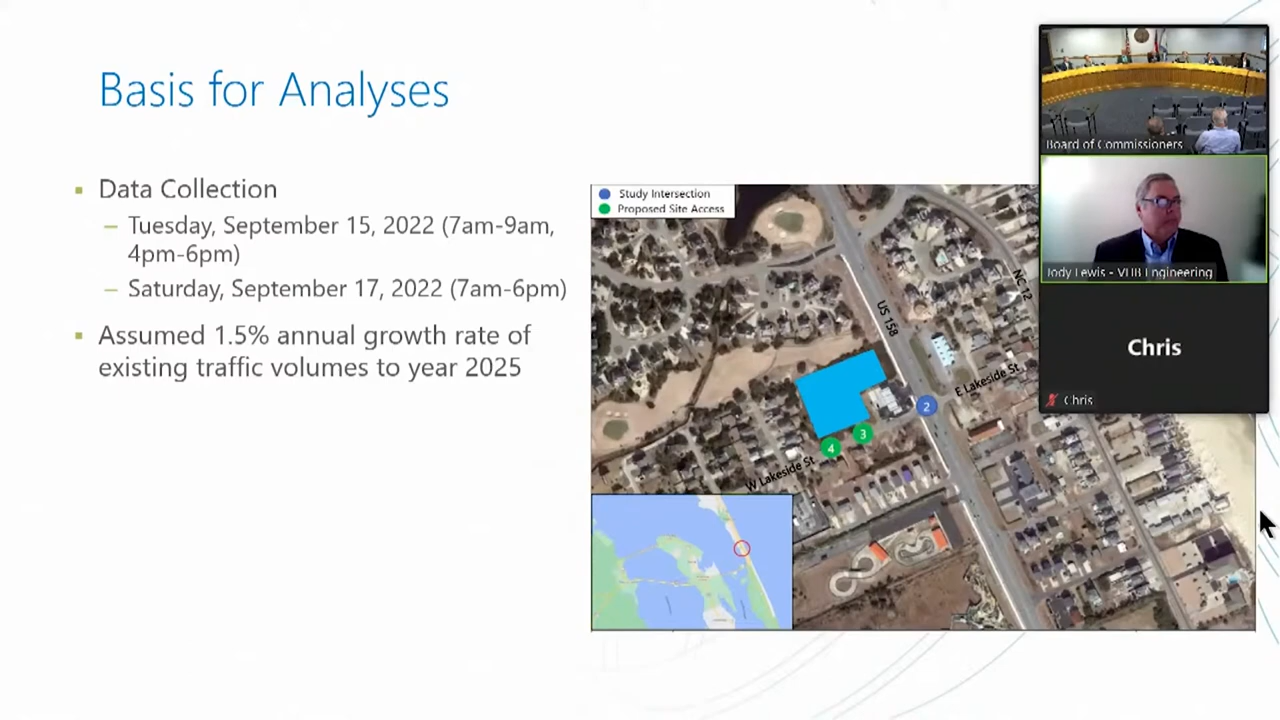 Basis for Analyses
▪ Data Collection
– Tuesday, September 15, 2022 (7am-9am,
4pm-6pm)
– Saturday, September 17, 2022 (7am-6pm)
▪ Assumed 1.5% annual growth rate of
existing traffic volumes to year 2025
Study Intersection
Proposed Site Access
NC 12
US 158
E Lakeside St
2
3
4
W Lakeside St
Board of Commissioners
Jody Lewis - VHB Engineering
Chris
Chris